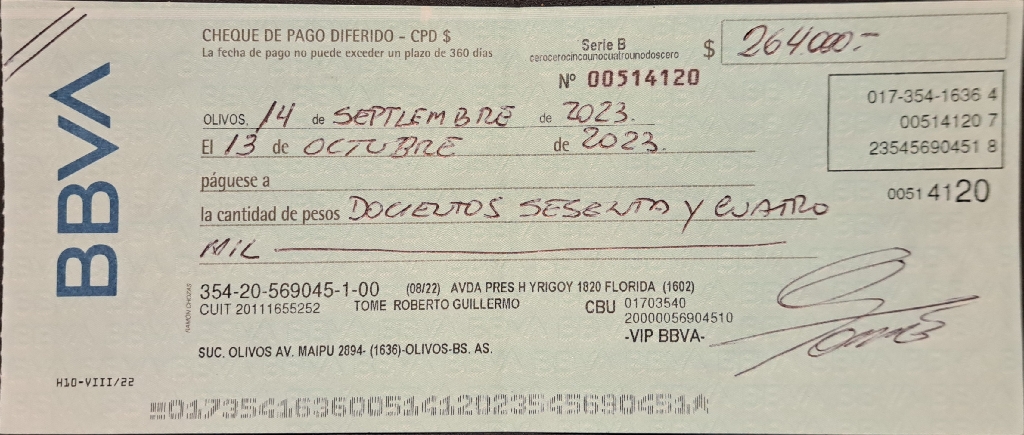 BBVA
CHEQUE DE PAGO DIFERIDO - CPD $
La fecha de pago no puede exceder un plazo de 360 días
Serie B
cerocerocincounocuatrounodoscero
Nº 00514120
$ 264000.-
017-354-1636 4
00514120 7
23545690451 8
00514120
OLIVOS, 14 de SEPTIEMBRE de 2023.
El 13 de OCTUBRE de 2023.
páguese a
la cantidad de pesos DOCIENTOS SESENTA Y CUATRO
MIL
354-20-569045-1-00 (08/22) AVDA PRES H YRIGOY 1820 FLORIDA (1602)
CUIT 20111655252 TOME ROBERTO GUILLERMO CBU 01703540
20000056904510
-VIP BBVA-
SUC. OLIVOS AV. MAIPU 2894- (1636)-OLIVOS-BS. AS.
RAMON CHOZAS
H10-VIII/22
Tomé
01735416360051412023545690451